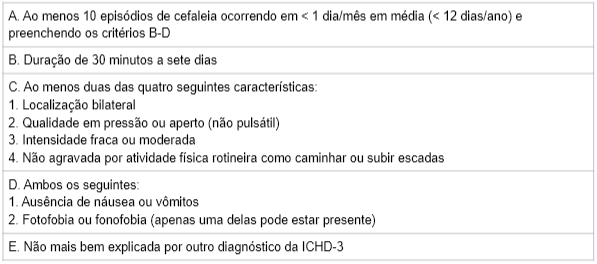 A. Ao menos 10 episódios de cefaleia ocorrendo em < 1 dia/mês em média (< 12 dias/ano) e
preenchendo os critérios B-D
B. Duração de 30 minutos a sete dias
C. Ao menos duas das quatro seguintes características:
1. Localização bilateral
2. Qualidade em pressão ou aperto (não pulsátil)
3. Intensidade fraca ou moderada
4. Não agravada por atividade física rotineira como caminhar ou subir escadas
D. Ambos os seguintes:
1. Ausência de náusea ou vômitos
2. Fotofobia ou fonofobia (apenas uma delas pode estar presente)
E. Não mais bem explicada por outro diagnóstico da ICHD-3